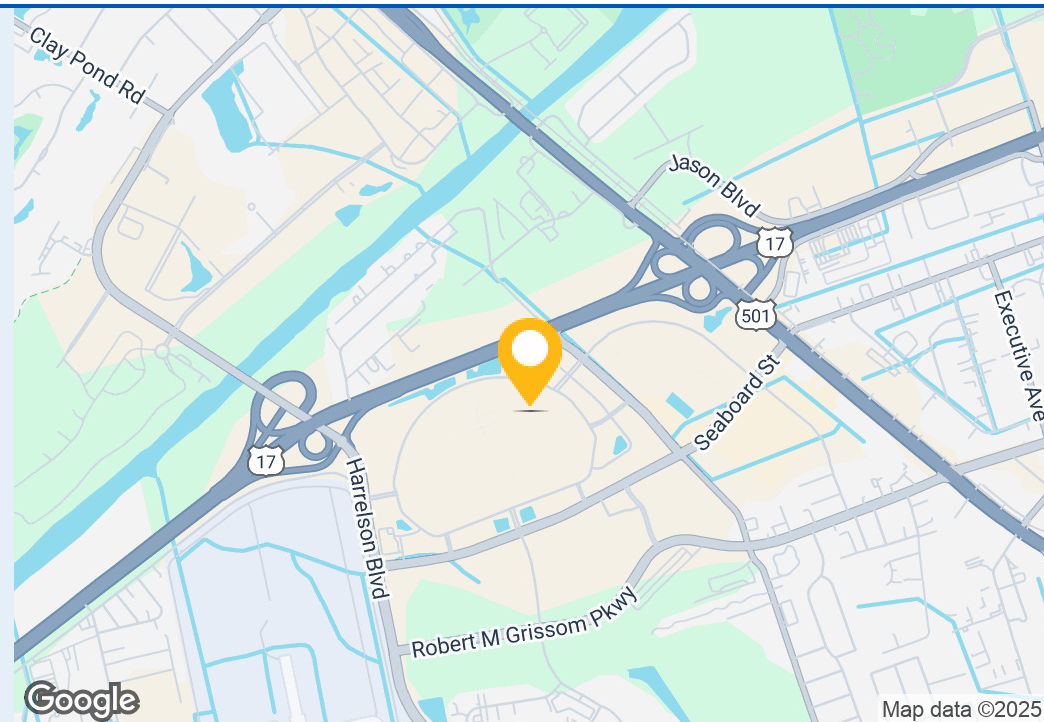 Clay Pond Rd
Jason Blvd
17
501
Executive Ave
Seaboard St
17
Harrelson Blvd
Robert M Grissom Pkwy
Google
Map data ©2025